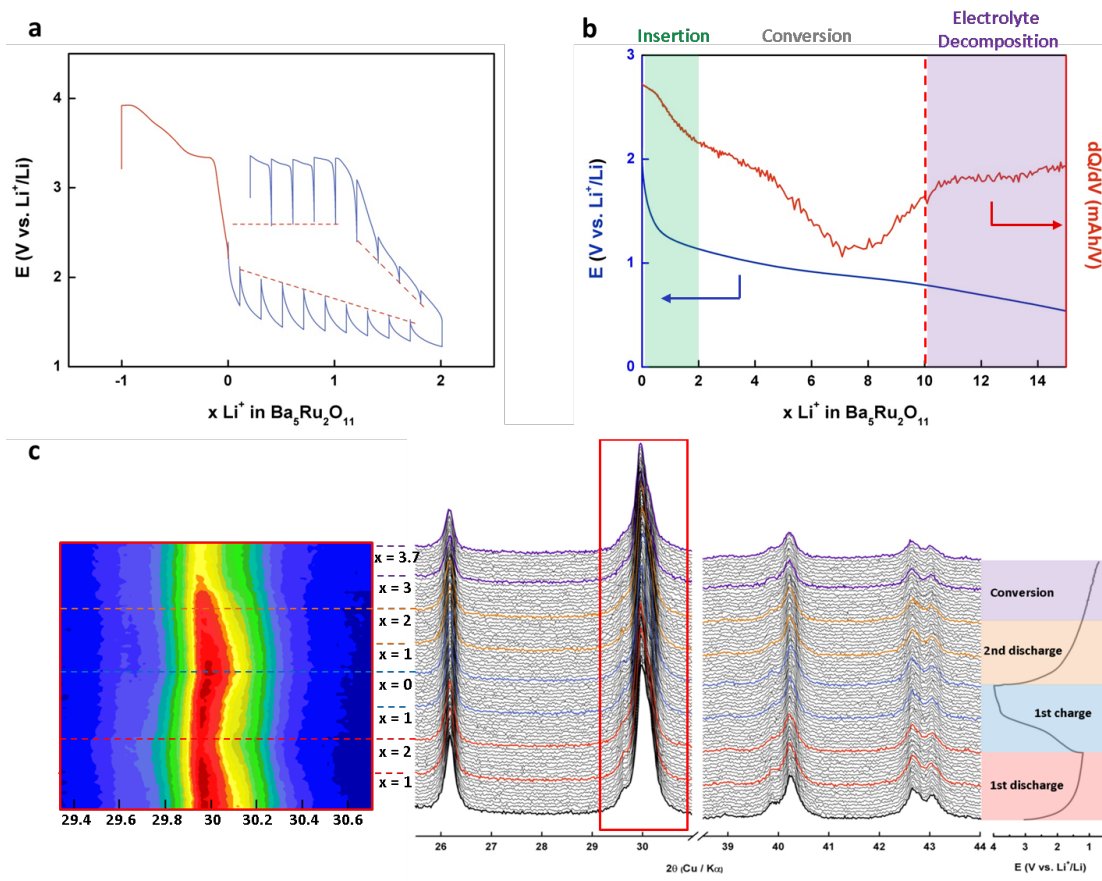 a
E (V vs. Li⁺/Li)
4
3
2
1
-1 0 1 2
x Li⁺ in Ba₅Ru₂O₁₁
b
Insertion
Conversion
Electrolyte
Decomposition
E (V vs. Li⁺/Li)
3
2
1
0
0 2 4 6 8 10 12 14
x Li⁺ in Ba₅Ru₂O₁₁
dQ/dV (mAh/V)
c
x = 3.7
x = 3
x = 2
x = 1
x = 0
x = 1
x = 2
x = 1
29.4 29.6 29.8 30 30.2 30.4 30.6
26 27 28 29 30 39 40 41 42 43 44
2θ (Cu / Kα)
Conversion
2nd discharge
1st charge
1st discharge
4 3 2 1
E (V vs. Li⁺/Li)